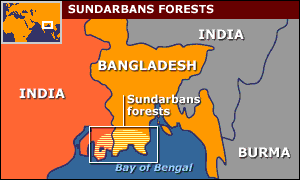 SUNDARBANS FORESTS
INDIA
BANGLADESH
INDIA
Sundarbans
forests
BURMA
Bay of Bengal